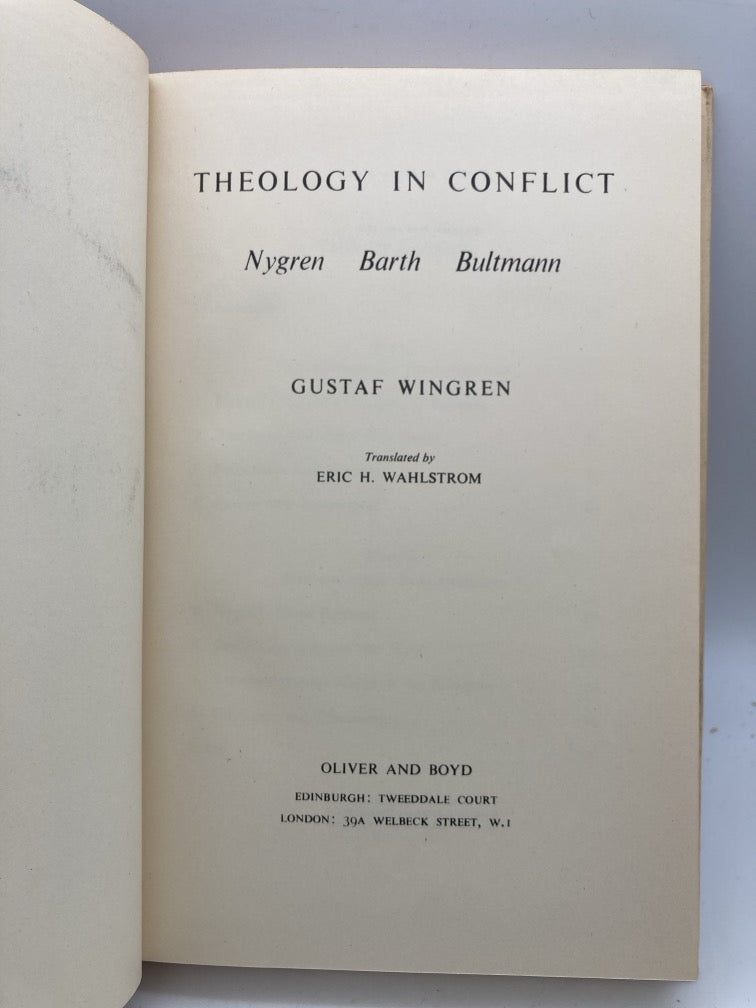 THEOLOGY IN CONFLICT
Nygren Barth Bultmann
GUSTAF WINGREN
Translated by
ERIC H. WAHLSTROM
OLIVER AND BOYD
EDINBURGH: TWEEDDALE COURT
LONDON: 39A WELBECK STREET, W.1